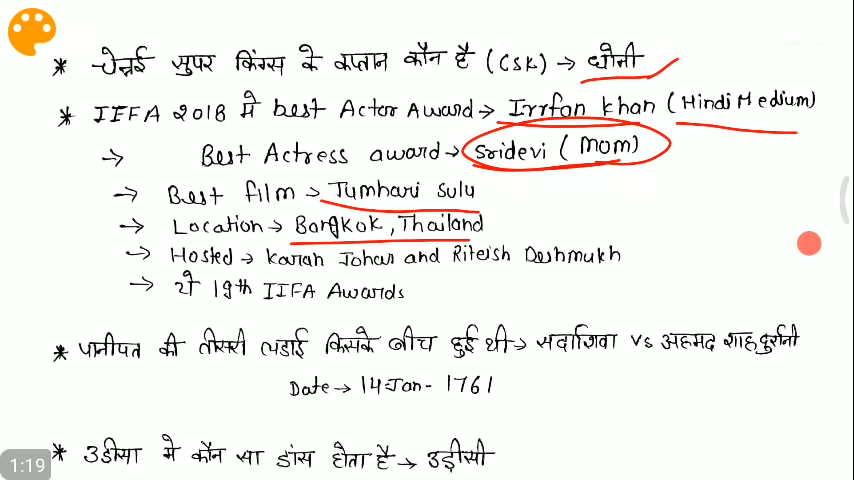 * चेन्नई सुपर किंग्स के कप्तान कौन है (CSK) → धोनी
* IIFA 2018 मे best Actor Award → Irrfan Khan (Hindi Medium)
→ Best Actress award → Sridevi (Mom)
→ Best film → Tumhari Sulu
→ Location → Bangkok, Thailand
→ Hosted → Karan Johar and Riteish Deshmukh
→ ये 19th IIFA Awards
* पानीपत की तीसरी लडाई किसके बीच हुई थी → सदाशिवा vs अहमद शाह दुर्रानी
Date → 14 Jan - 1761
* उडीसा मे कौन सा डांस होता है → उड़ीसी
1:19